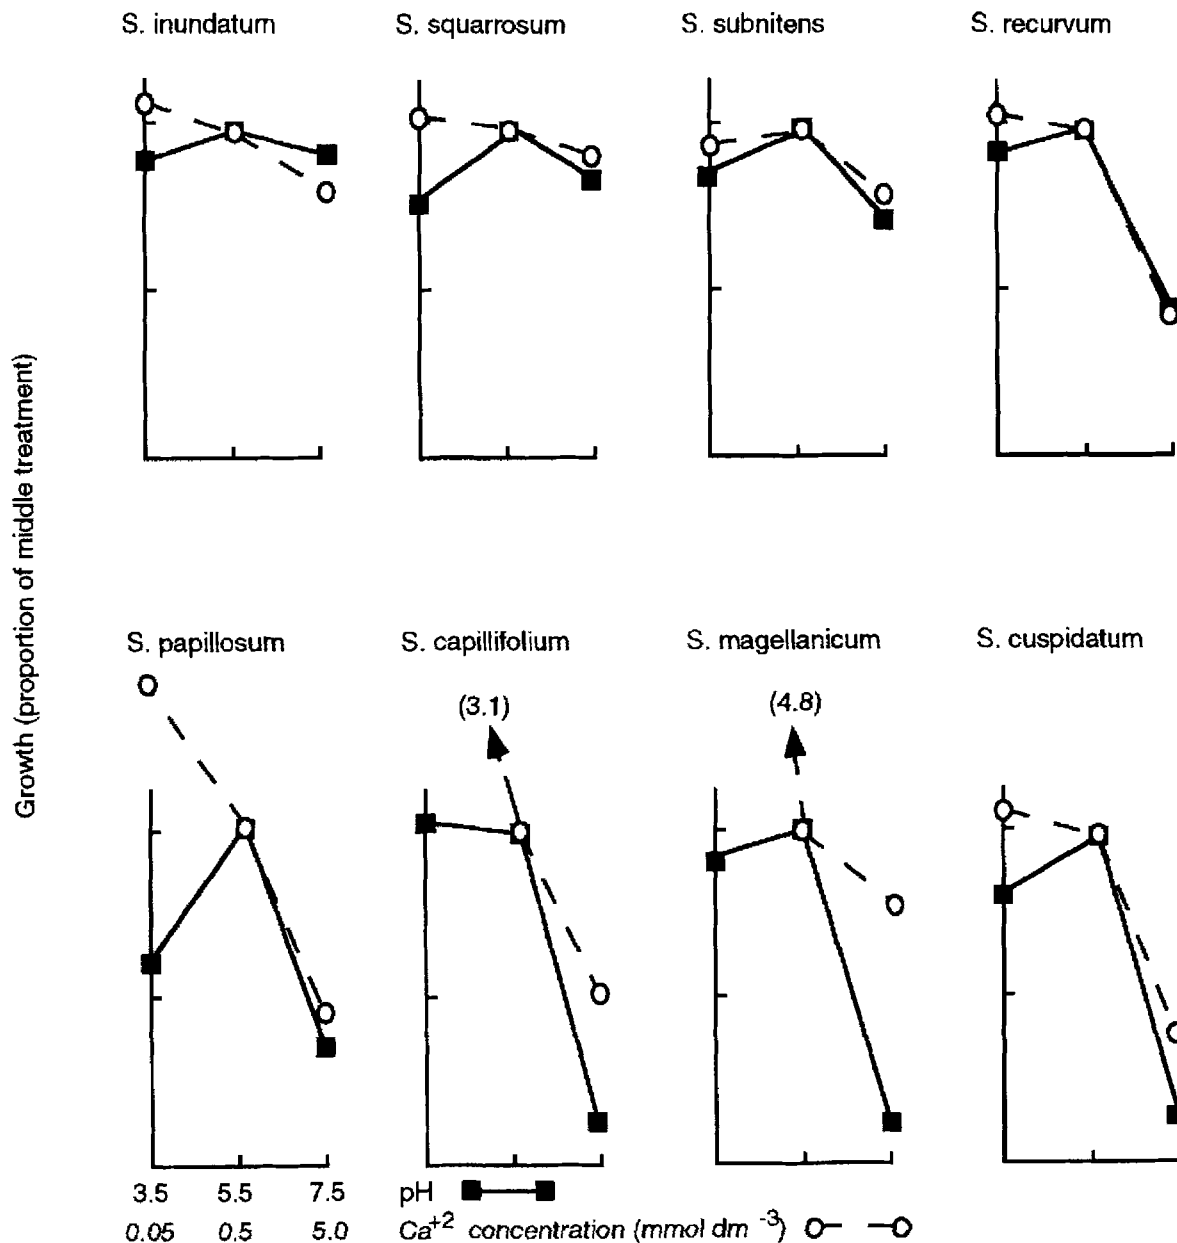 S. inundatum
S. squarrosum
S. subnitens
S. recurvum
Growth (proportion of middle treatment)
S. papillosum
S. capillifolium
S. magellanicum
S. cuspidatum
(3.1)
(4.8)
3.5 5.5 7.5
pH
0.05 0.5 5.0
Ca+2 concentration (mmol dm -3)